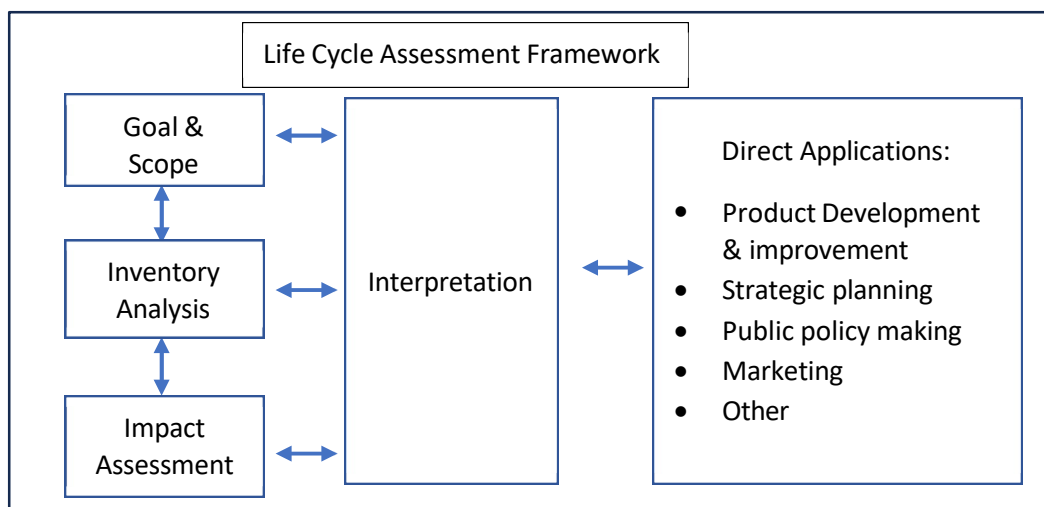 Life Cycle Assessment Framework
Goal &
Scope
Inventory
Analysis
Impact
Assessment
Interpretation
Direct Applications:
• Product Development
& improvement
• Strategic planning
• Public policy making
• Marketing
• Other